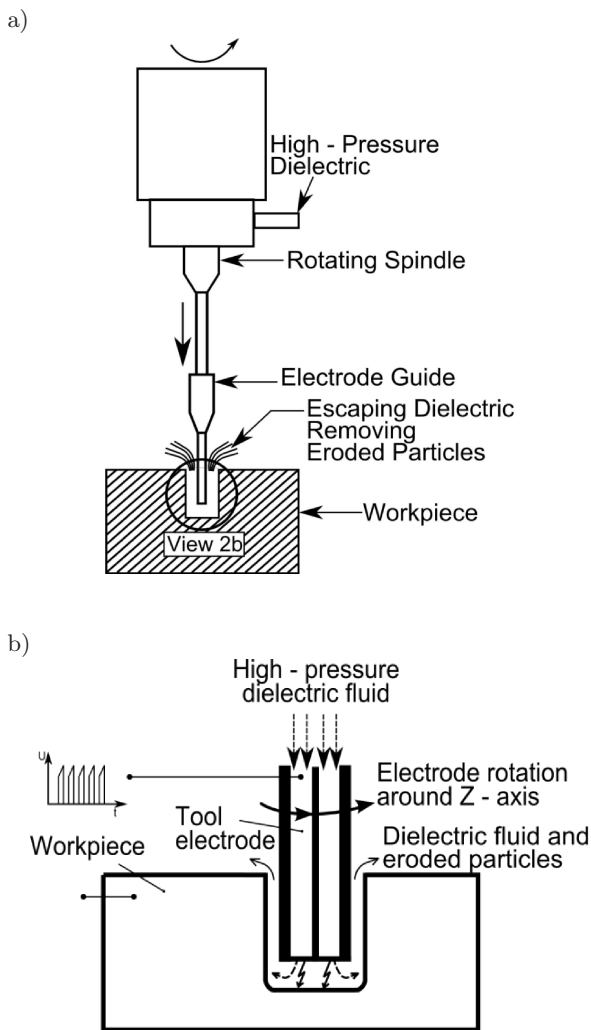 a)
High - Pressure
Dielectric
Rotating Spindle
Electrode Guide
Escaping Dielectric
Removing
Eroded Particles
Workpiece
View 2b
b)
High - pressure
dielectric fluid
U
t
Electrode rotation
around Z - axis
Tool
electrode
Dielectric fluid and
eroded particles
Workpiece